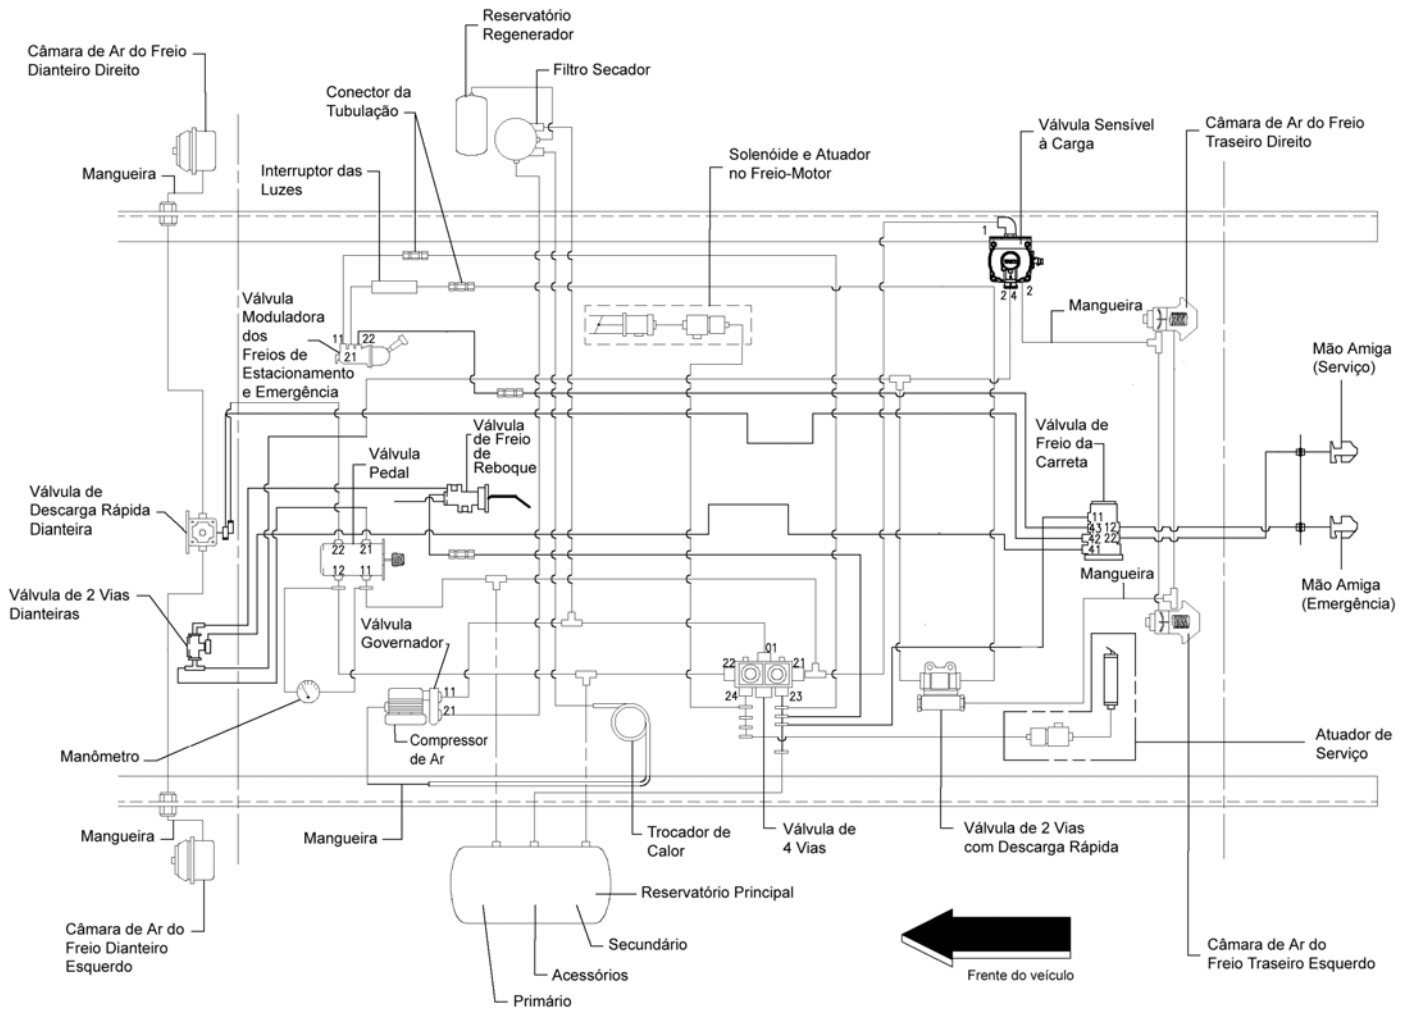 Reservatório
Regenerador
Câmara de Ar do Freio
Dianteiro Direito
Filtro Secador
Conector da
Tubulação
Válvula Sensível
à Carga
Câmara de Ar do Freio
Traseiro Direito
Solenóide e Atuador
no Freio-Motor
Mangueira
Interruptor das
Luzes
1
2 4 2
Mangueira
Válvula
Moduladora
dos
Freios de
Estacionamento
e Emergência
11
22
21
Mão Amiga
(Serviço)
Válvula
de Freio
de
Reboque
Válvula de
Freio da
Carreta
Válvula
Pedal
Válvula de
Descarga Rápida
Dianteira
11
43 12
42 22
41
22 21
12 11
Mangueira
Mão Amiga
(Emergência)
Válvula de 2 Vias
Dianteiras
Válvula
Governador
01
22 21
24 23
11
21
Compressor
de Ar
Manômetro
Atuador de
Serviço
Mangueira
Mangueira
Trocador de
Calor
Válvula de
4 Vias
Válvula de 2 Vias
com Descarga Rápida
Reservatório Principal
Câmara de Ar do
Freio Dianteiro
Esquerdo
Secundário
Acessórios
Primário
Frente do veículo
Câmara de Ar do
Freio Traseiro Esquerdo